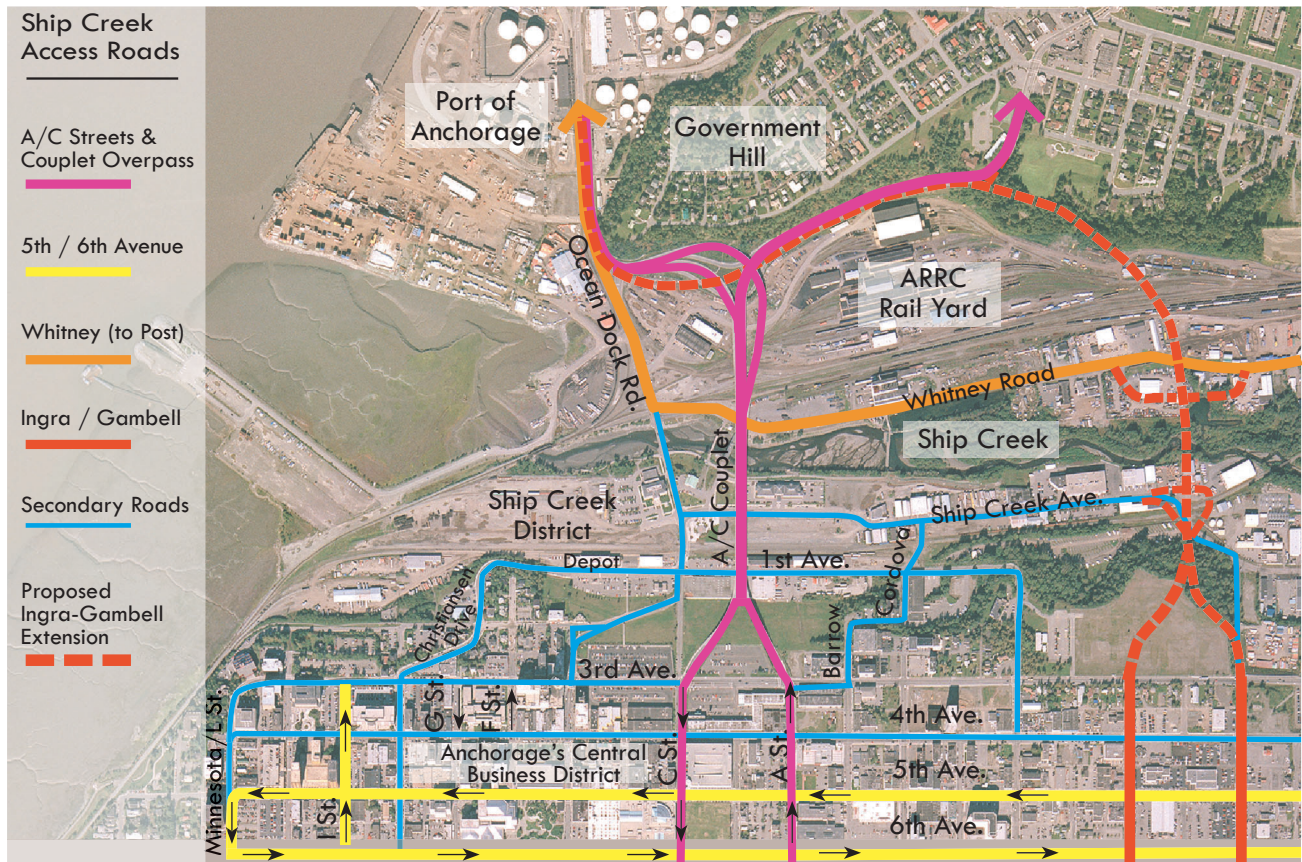 Ship Creek
Access Roads
A/C Streets &
Couplet Overpass
5th / 6th Avenue
Whitney (to Post)
Ingra / Gambell
Secondary Roads
Proposed
Ingra-Gambell
Extension
Port of
Anchorage
Government
Hill
Ocean Dock Rd.
ARRC
Rail Yard
Whitney Road
Ship Creek
A/C Couplet
Ship Creek
District
Ship Creek Ave.
Depot
1st Ave.
Cordova
Christiansen
Drive
Barrow
3rd Ave.
G St.
F St.
Minnesota/L St.
4th Ave.
C St.
A St.
Anchorage's Central
Business District
5th Ave.
I St.
6th Ave.